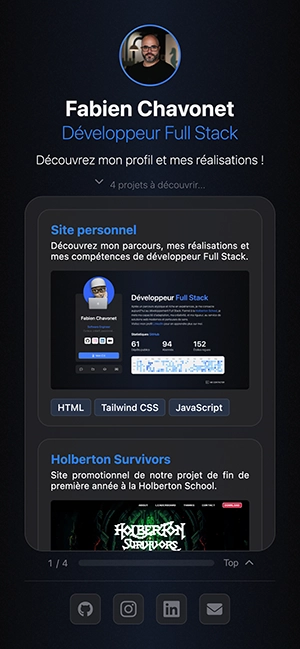 Fabien Chavonet
Développeur Full Stack
Découvrez mon profil et mes réalisations !
4 projets à découvrir...
Site personnel
Découvrez mon parcours, mes réalisations et
mes compétences de développeur Full Stack.
Développeur Full Stack
Fabien Chavonet
61
94
152
HTML
Tailwind CSS
JavaScript
Holberton Survivors
Site promotionnel de notre projet de fin de
première année à la Holberton School.
HOLBERTON
SURVIVORS
1 / 4
Top